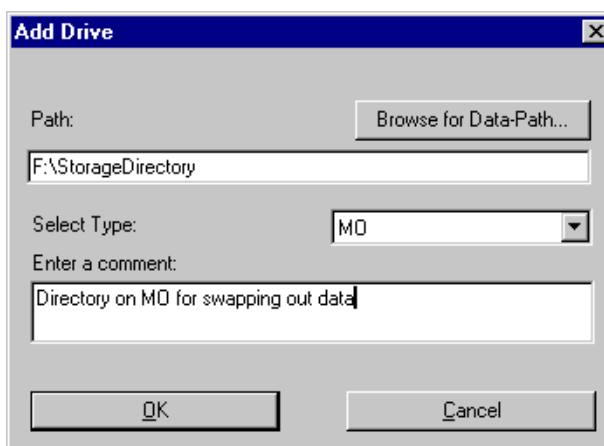 Add Drive
Path:
Browse for Data-Path...
F:\StorageDirectory
Select Type:
MO
Enter a comment:
Directory on MO for swapping out data
OK
Cancel